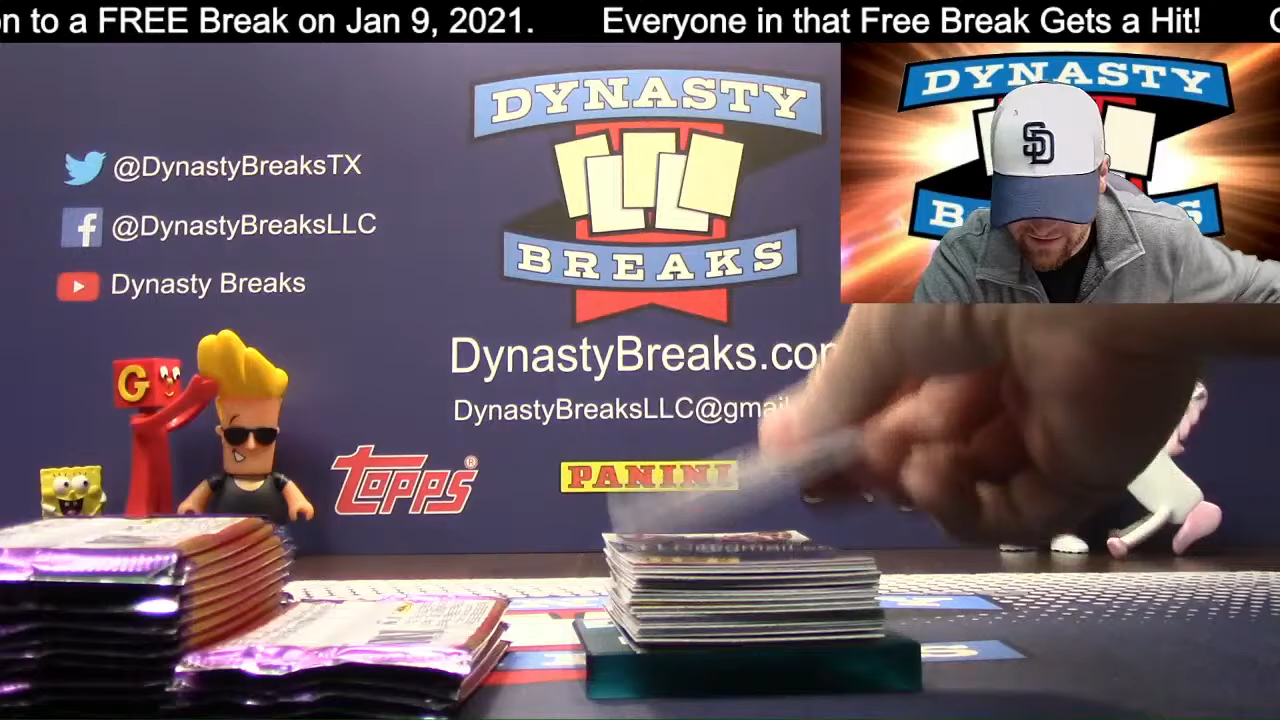 on to a FREE Break on Jan 9, 2021. Everyone in that Free Break Gets a Hit!
DYNASTY
BREAKS
DYNASTY
B S
SD
@DynastyBreaksTX
@DynastyBreaksLLC
Dynasty Breaks
DynastyBreaks.co
DynastyBreaksLLC@gmai
G
TOPPS
PANINI